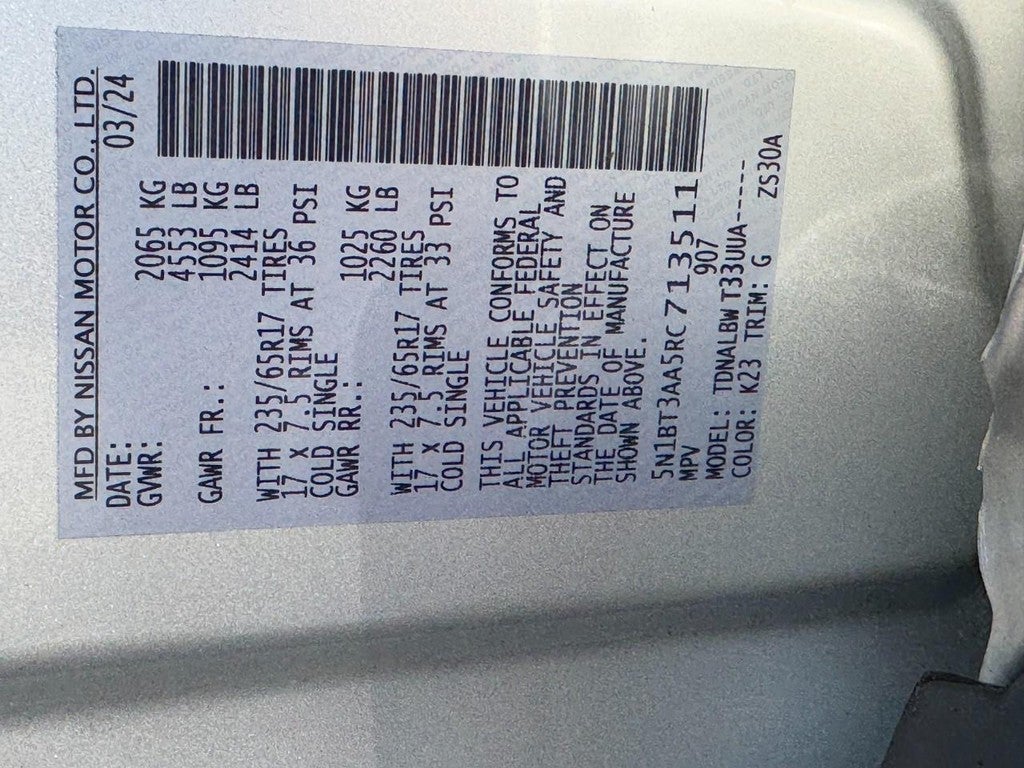 MFD BY NISSAN MOTOR CO., LTD.
DATE: 03/24
GVWR: 2065 KG
4553 LB
GAWR FR.: 1095 KG
2414 LB
WITH 235/65R17 TIRES
17 X 7.5 RIMS AT 36 PSI
COLD SINGLE
GAWR RR.: 1025 KG
2260 LB
WITH 235/65R17 TIRES
17 X 7.5 RIMS AT 33 PSI
COLD SINGLE
THIS VEHICLE CONFORMS TO
ALL APPLICABLE FEDERAL
MOTOR VEHICLE SAFETY AND
THEFT PREVENTION
STANDARDS IN EFFECT ON
THE DATE OF MANUFACTURE
SHOWN ABOVE.
5N1BT3AA5RC713511
MPV 907
MODEL: TDNALBW T33UUA-----
COLOR: K23 TRIM: G ZS30A